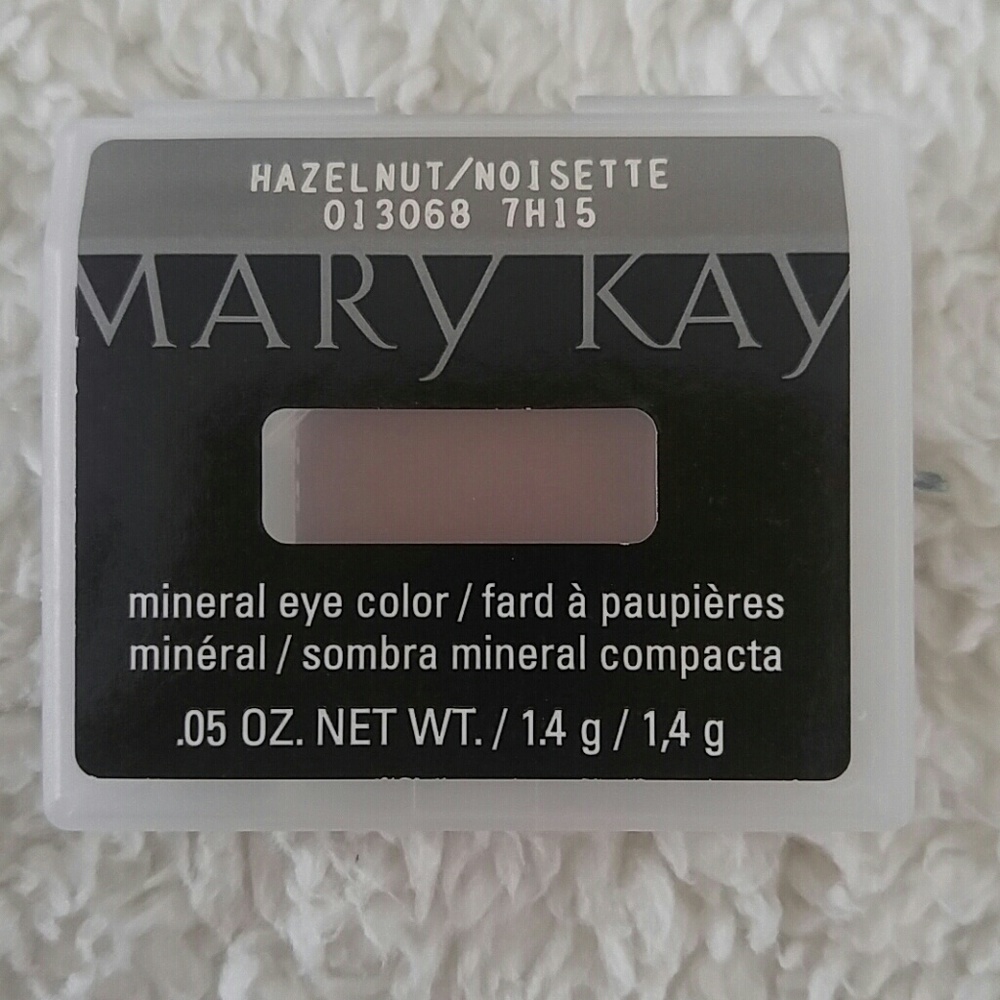 HAZELNUT/NOISETTE
013068 7H15
MARY KAY
mineral eye color / fard à paupières
minéral / sombra mineral compacta
.05 OZ. NET WT. / 1.4 g / 1,4 g